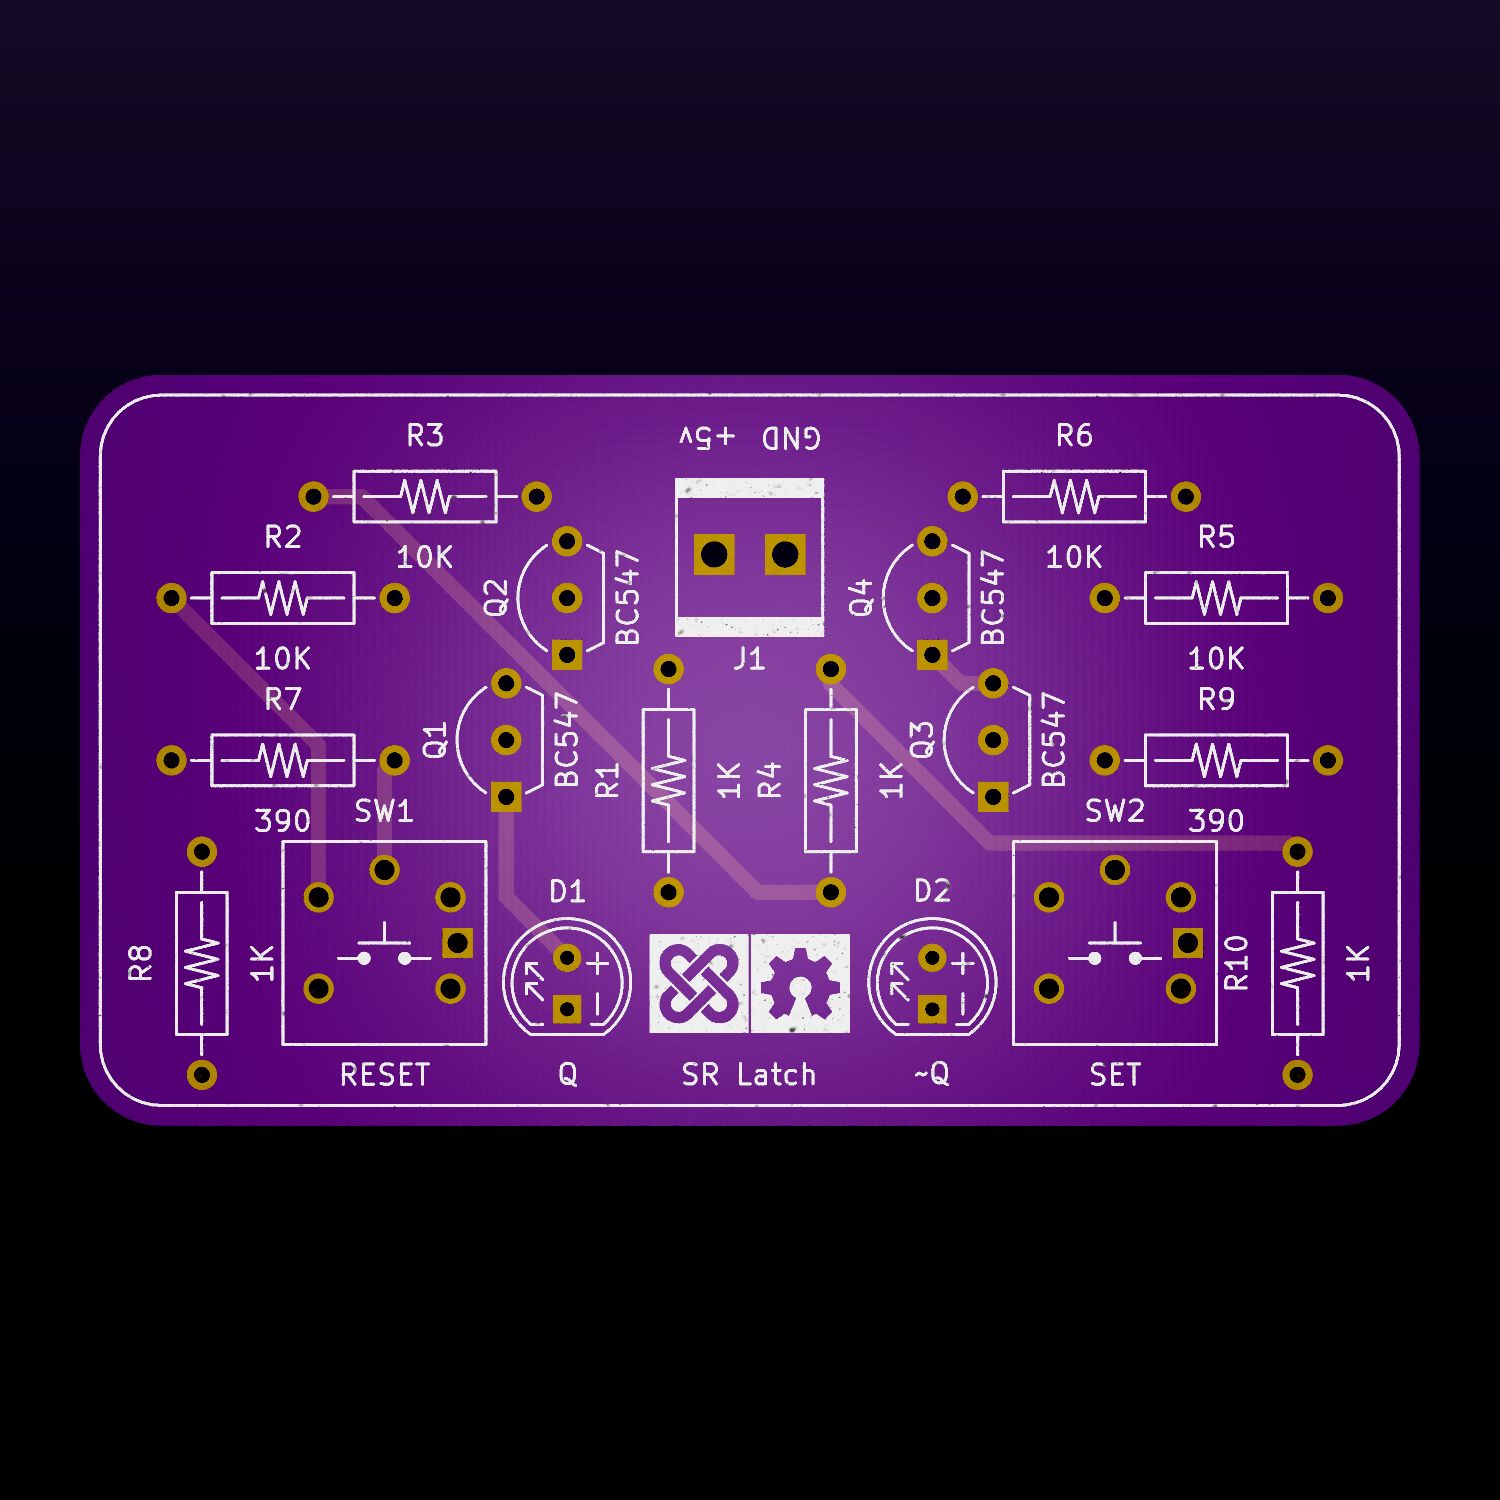 R3
+5v GND
R6
R2
10K
Q2
BC547
Q4
BC547
10K
R5
10K
J1
10K
R7
Q1
BC547
R1
1K
R4
1K
Q3
BC547
R9
390
SW1
SW2
390
D1
D2
R8
1K
R10
1K
RESET
Q
SR Latch
~Q
SET